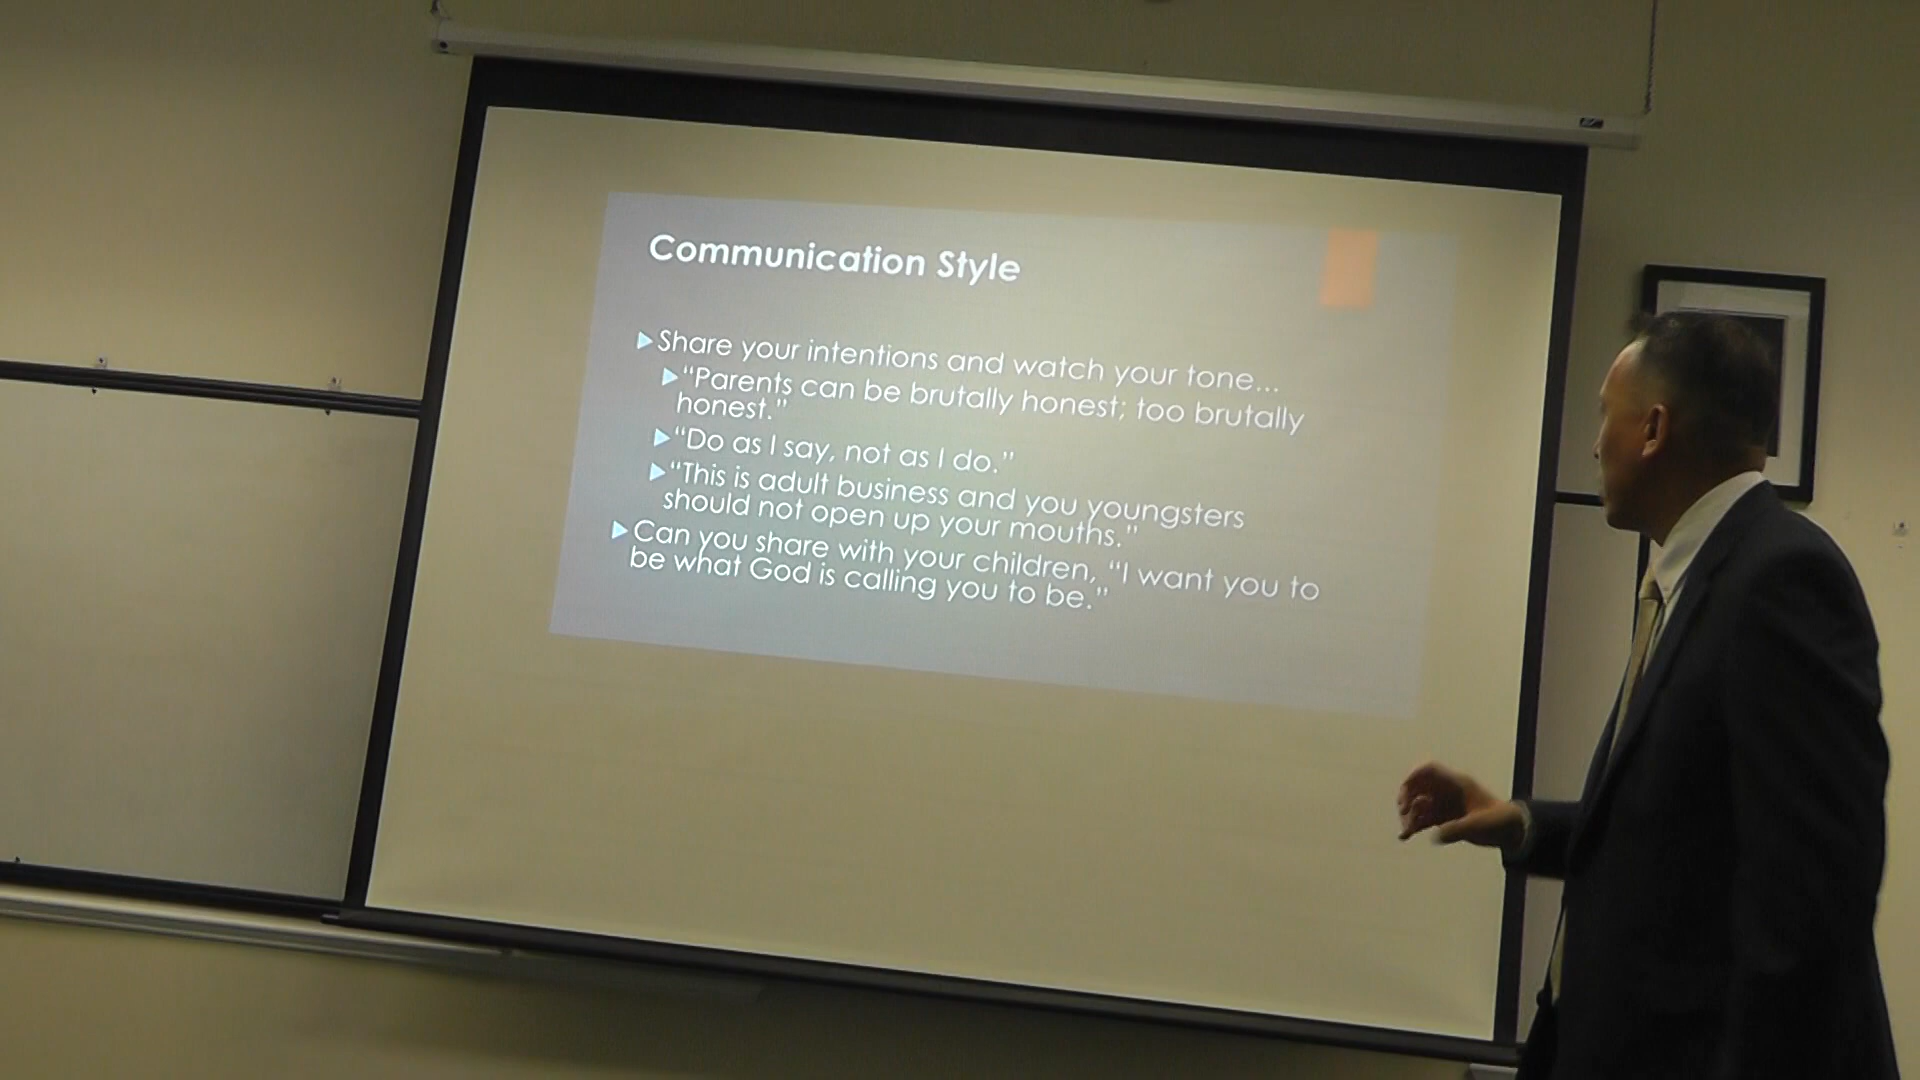 Communication Style
Share your intentions and watch your tone...
"Parents can be brutally honest; too brutally
honest."
"Do as I say, not as I do."
"This is adult business and you youngsters
should not open up your mouths."
Can you share with your children, "I want you to
be what God is calling you to be."